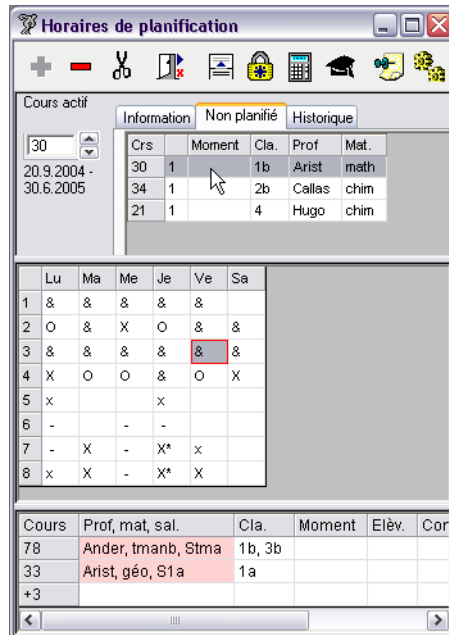 Horaires de planification
Cours actif
Information Non planifié Historique
30
20.9.2004 -
30.6.2005
Crs Moment Cla. Prof Mat.
30 1 1b Arist math
34 1 2b Callas chim
21 1 4 Hugo chim
Lu Ma Me Je Ve Sa
1 & & & & &
2 O & X O & &
3 & & & & & &
4 X O O & O X
5 x x
6 - - -
7 - X - X* x
8 x X - X* X
Cours Prof, mat, sal. Cla. Moment Elèv. Cor
78 Ander, tmanb, Stma 1b, 3b
33 Arist, géo, S1a 1a
+3